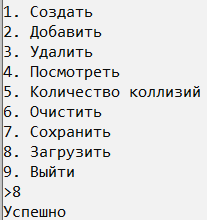 1. Создать
2. Добавить
3. Удалить
4. Посмотреть
5. Количество коллизий
6. Очистить
7. Сохранить
8. Загрузить
9. Выйти
>8
Успешно